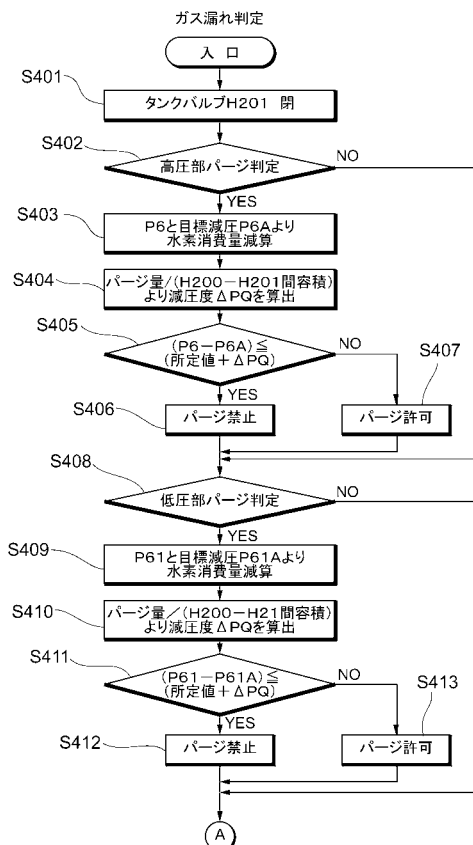 ガス漏れ判定
入 口
S401
タンクバルブH201 閉
S402
高圧部パージ判定
NO
YES
S403
P6と目標減圧P6Aより
水素消費量減算
S404
パージ量/(H200-H201間容積)
より減圧度ΔPQを算出
S405
(P6-P6A)≦
(所定値+ΔPQ)
NO
S407
YES
S406
パージ禁止
パージ許可
S408
低圧部パージ判定
NO
YES
S409
P61と目標減圧P61Aより
水素消費量減算
S410
パージ量/(H200-H21間容積)
より減圧度ΔPQを算出
S411
(P61-P61A)≦
(所定値+ΔPQ)
NO
S413
YES
S412
パージ禁止
パージ許可
A